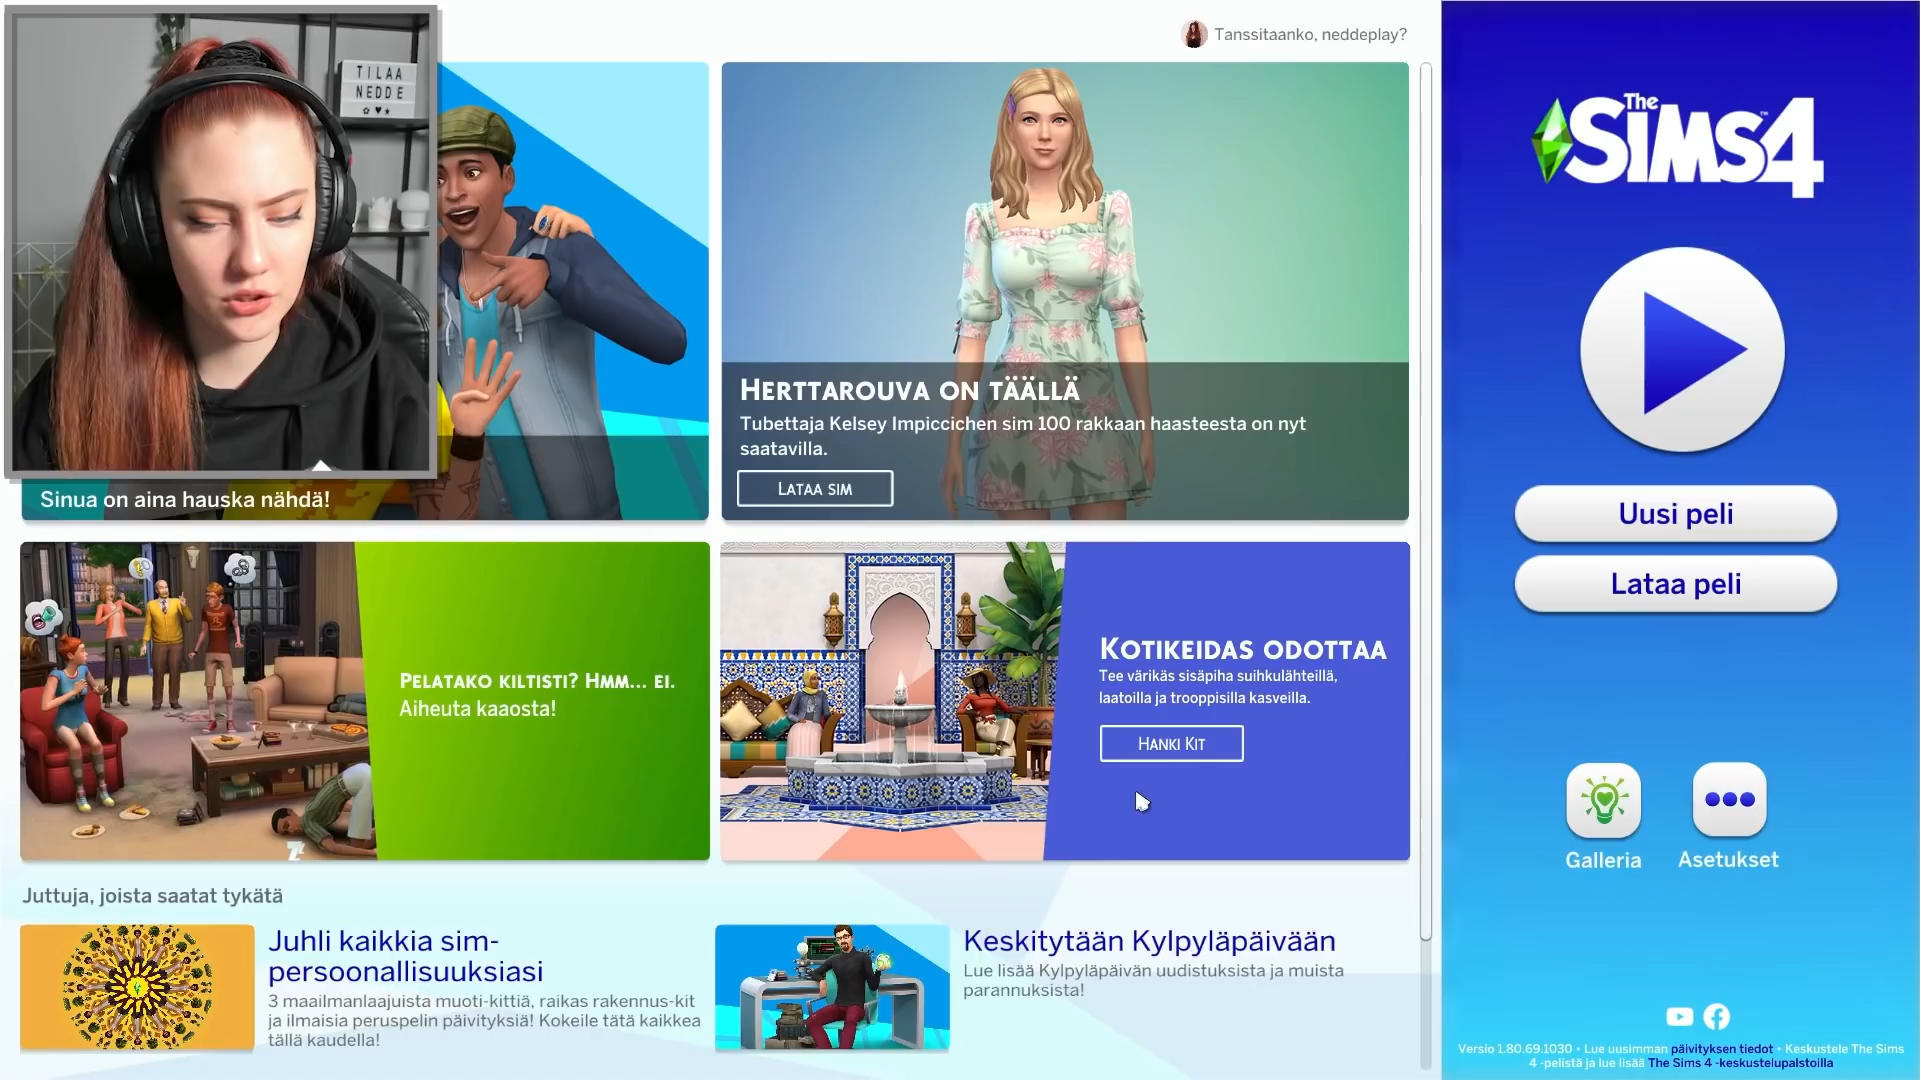 TILAA
NEDDE
Tanssitaanko, neddeplay?
Sinua on aina hauska nähdä!
HERTTAROUVA ON TÄÄLLÄ
Tubettaja Kelsey Impiccichen sim 100 rakkaan haasteesta on nyt
saatavilla.
LATAA SIM
PELATAKO KILTISTI? HMM... EI.
Aiheuta kaaosta!
KOTIKEIDAS ODOTTAA
Tee värikäs sisäpiha suihkulähteillä,
laatoilla ja trooppisilla kasveilla.
HANKI KIT
Juttuja, joista saatat tykätä
Juhli kaikkia sim-
persoonallisuuksiasi
3 maailmanlaajuista muoti-kittiä, raikas rakennus-kit
ja ilmaisia peruspelin päivityksiä! Kokeile tätä kaikkea
tällä kaudella!
Keskitytään Kylpyläpäivään
Lue lisää Kylpyläpäivän uudistuksista ja muista
parannuksista!
The SiMS 4
Uusi peli
Lataa peli
Galleria
Asetukset
Versio 1.80.69.1030 • Lue uusimman päivityksen tiedot • Keskustele The Sims
4 -pelistä ja lue lisää The Sims 4 -keskustelupalstoilla